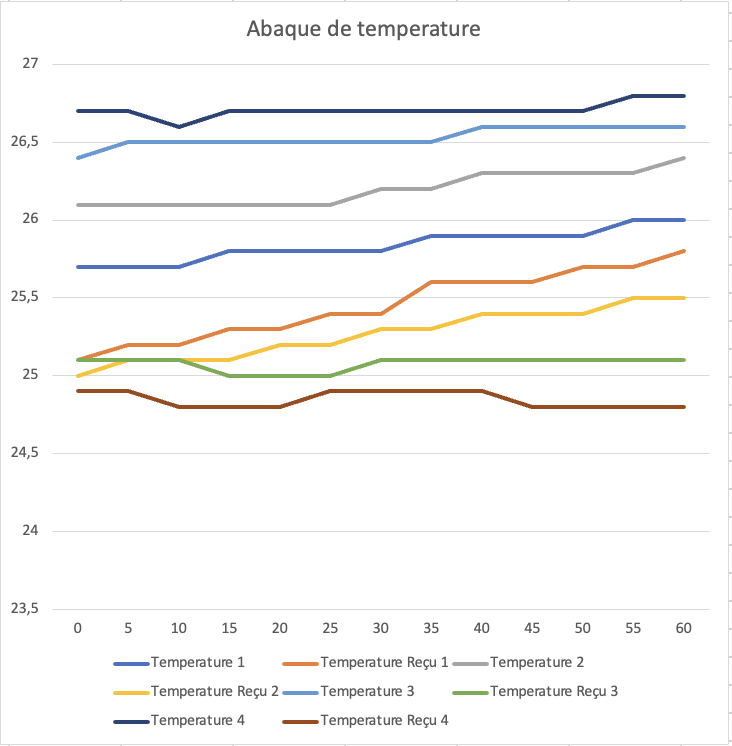 Abaque de temperature
27
26,5
26
25,5
25
24,5
24
23,5
0 5 10 15 20 25 30 35 40 45 50 55 60
Temperature 1 Temperature Reçu 1 Temperature 2
Temperature Reçu 2 Temperature 3 Temperature Reçu 3
Temperature 4 Temperature Reçu 4